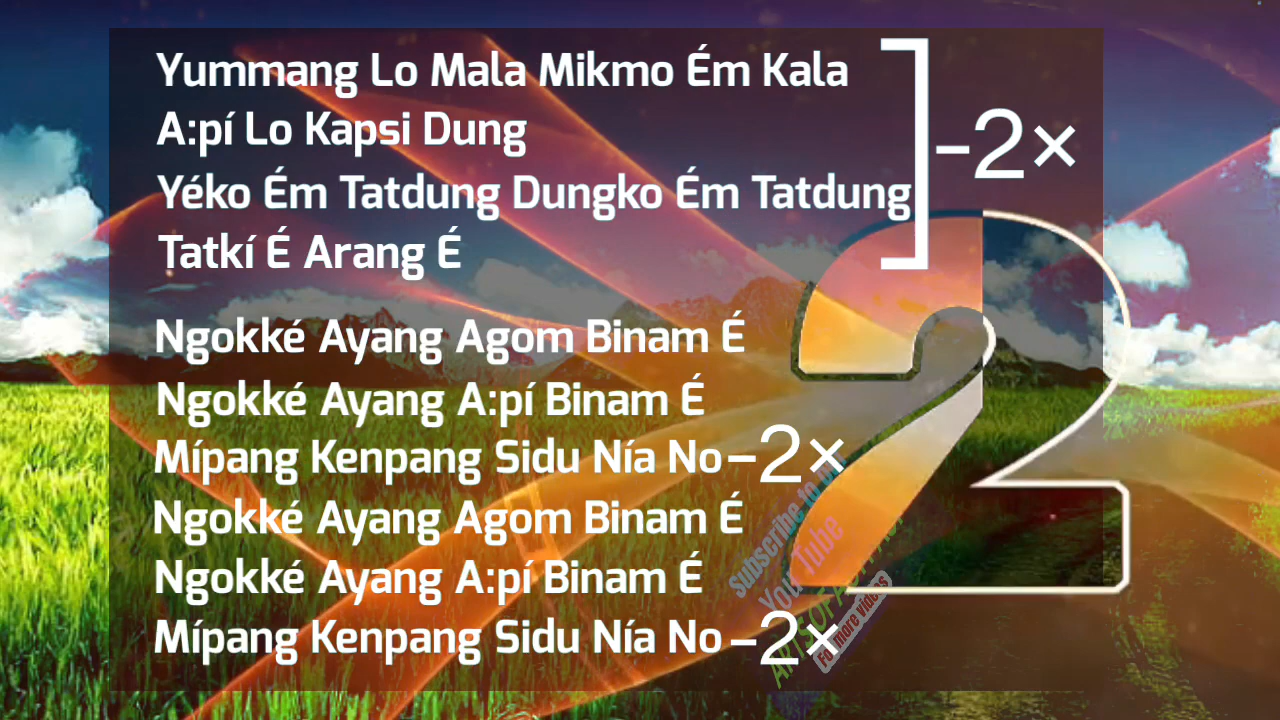 Yummang Lo Mala Mikmo Ém Kala
A:pí Lo Kapsi Dung
Yéko Ém Tatdung Dungko Ém Tatdung
Tatkí É Arang É
-2×
2
Ngokké Ayang Agom Binam É
Ngokké Ayang A:pí Binam É
Mípang Kenpang Sidu Nía No -2×
Ngokké Ayang Agom Binam É
Ngokké Ayang A:pí Binam É
Mípang Kenpang Sidu Nía No -2×
Subscribe to
You Tube
For more videos